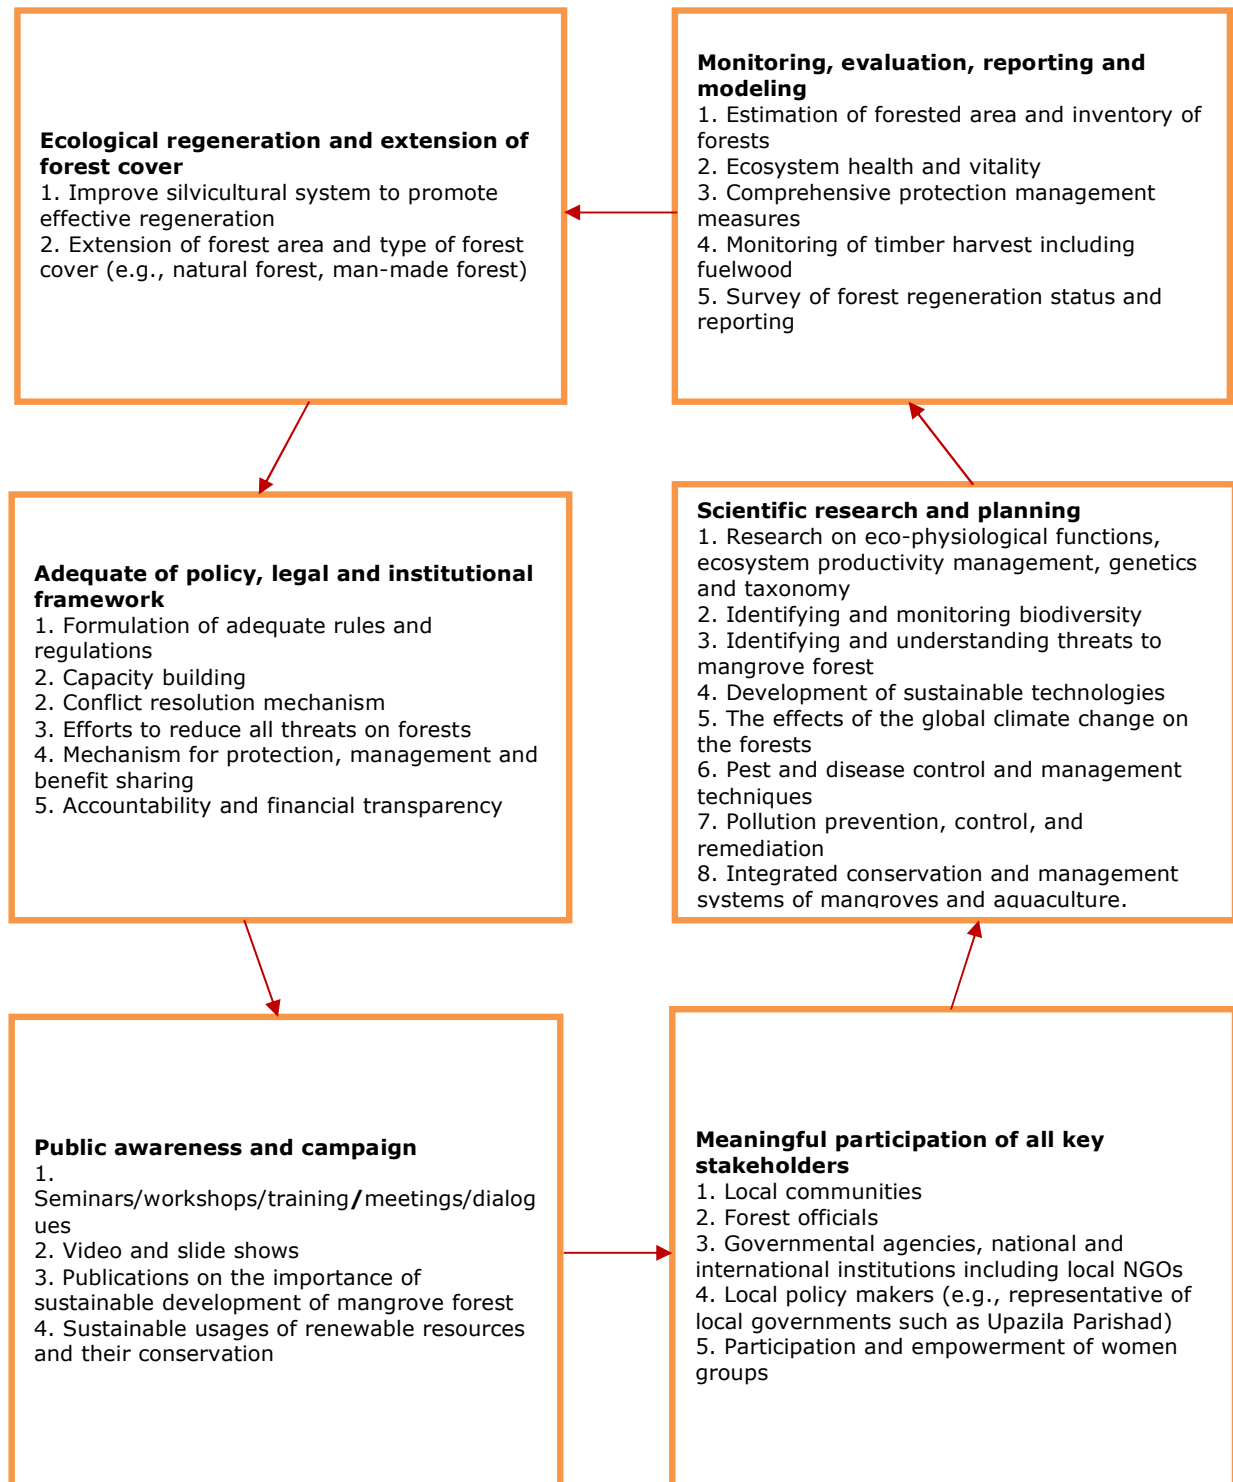 Ecological regeneration and extension of
forest cover
1. Improve silvicultural system to promote
effective regeneration
2. Extension of forest area and type of forest
cover (e.g., natural forest, man-made forest)
Monitoring, evaluation, reporting and
modeling
1. Estimation of forested area and inventory of
forests
2. Ecosystem health and vitality
3. Comprehensive protection management
measures
4. Monitoring of timber harvest including
fuelwood
5. Survey of forest regeneration status and
reporting
Adequate of policy, legal and institutional
framework
1. Formulation of adequate rules and
regulations
2. Capacity building
2. Conflict resolution mechanism
3. Efforts to reduce all threats on forests
4. Mechanism for protection, management and
benefit sharing
5. Accountability and financial transparency
Scientific research and planning
1. Research on eco-physiological functions,
ecosystem productivity management, genetics
and taxonomy
2. Identifying and monitoring biodiversity
3. Identifying and understanding threats to
mangrove forest
4. Development of sustainable technologies
5. The effects of the global climate change on
the forests
6. Pest and disease control and management
techniques
7. Pollution prevention, control, and
remediation
8. Integrated conservation and management
systems of mangroves and aquaculture.
Public awareness and campaign
1.
Seminars/workshops/training/meetings/dialog
ues
2. Video and slide shows
3. Publications on the importance of
sustainable development of mangrove forest
4. Sustainable usages of renewable resources
and their conservation
Meaningful participation of all key
stakeholders
1. Local communities
2. Forest officials
3. Governmental agencies, national and
international institutions including local NGOs
4. Local policy makers (e.g., representative of
local governments such as Upazila Parishad)
5. Participation and empowerment of women
groups